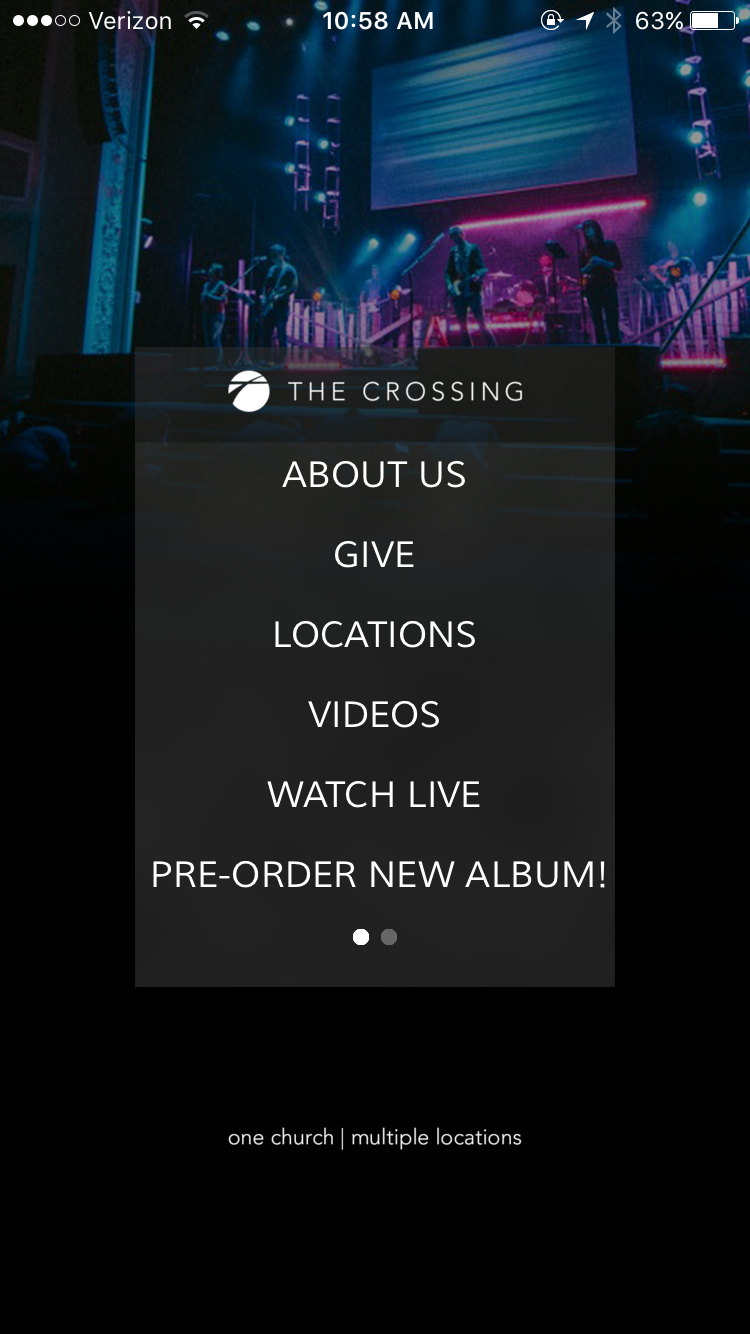 Verizon 10:58 AM 63%
THE CROSSING
ABOUT US
GIVE
LOCATIONS
VIDEOS
WATCH LIVE
PRE-ORDER NEW ALBUM!
one church | multiple locations